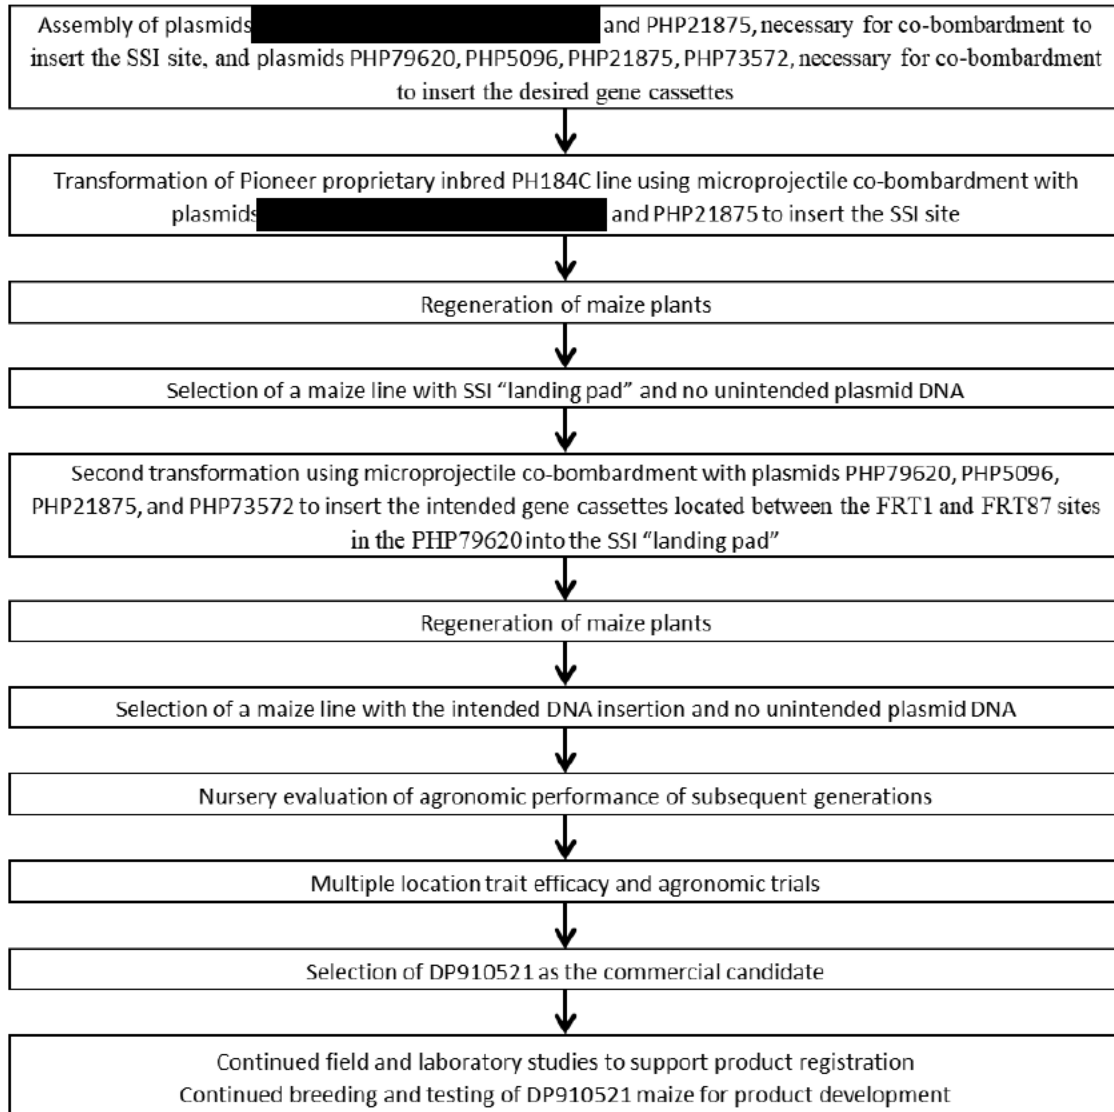 Assembly of plasmids and PHP21875, necessary for co-bombardment to
insert the SSI site, and plasmids PHP79620, PHP5096, PHP21875, PHP73572, necessary for co-bombardment
to insert the desired gene cassettes
Transformation of Pioneer proprietary inbred PH184C line using microprojectile co-bombardment with
plasmids and PHP21875 to insert the SSI site
Regeneration of maize plants
Selection of a maize line with SSI “landing pad” and no unintended plasmid DNA
Second transformation using microprojectile co-bombardment with plasmids PHP79620, PHP5096,
PHP21875, and PHP73572 to insert the intended gene cassettes located between the FRT1 and FRT87 sites
in the PHP79620 into the SSI “landing pad”
Regeneration of maize plants
Selection of a maize line with the intended DNA insertion and no unintended plasmid DNA
Nursery evaluation of agronomic performance of subsequent generations
Multiple location trait efficacy and agronomic trials
Selection of DP910521 as the commercial candidate
Continued field and laboratory studies to support product registration
Continued breeding and testing of DP910521 maize for product development